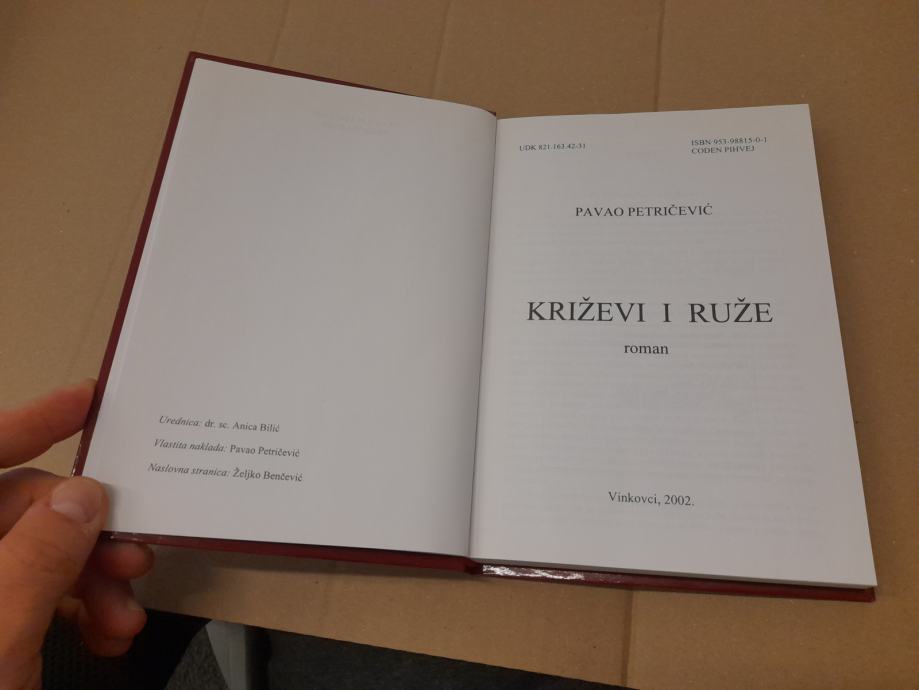 Urednica: dr. sc. Anica Bilić
Vlastita naklada: Pavao Petričević
Naslovna stranica: Željko Benčević
UDK 821.163.42-31
ISBN 953-98815-0-1
CODEN PIHVEJ
PAVAO PETRIČEVIĆ
KRIŽEVI I RUŽE
roman
Vinkovci, 2002.